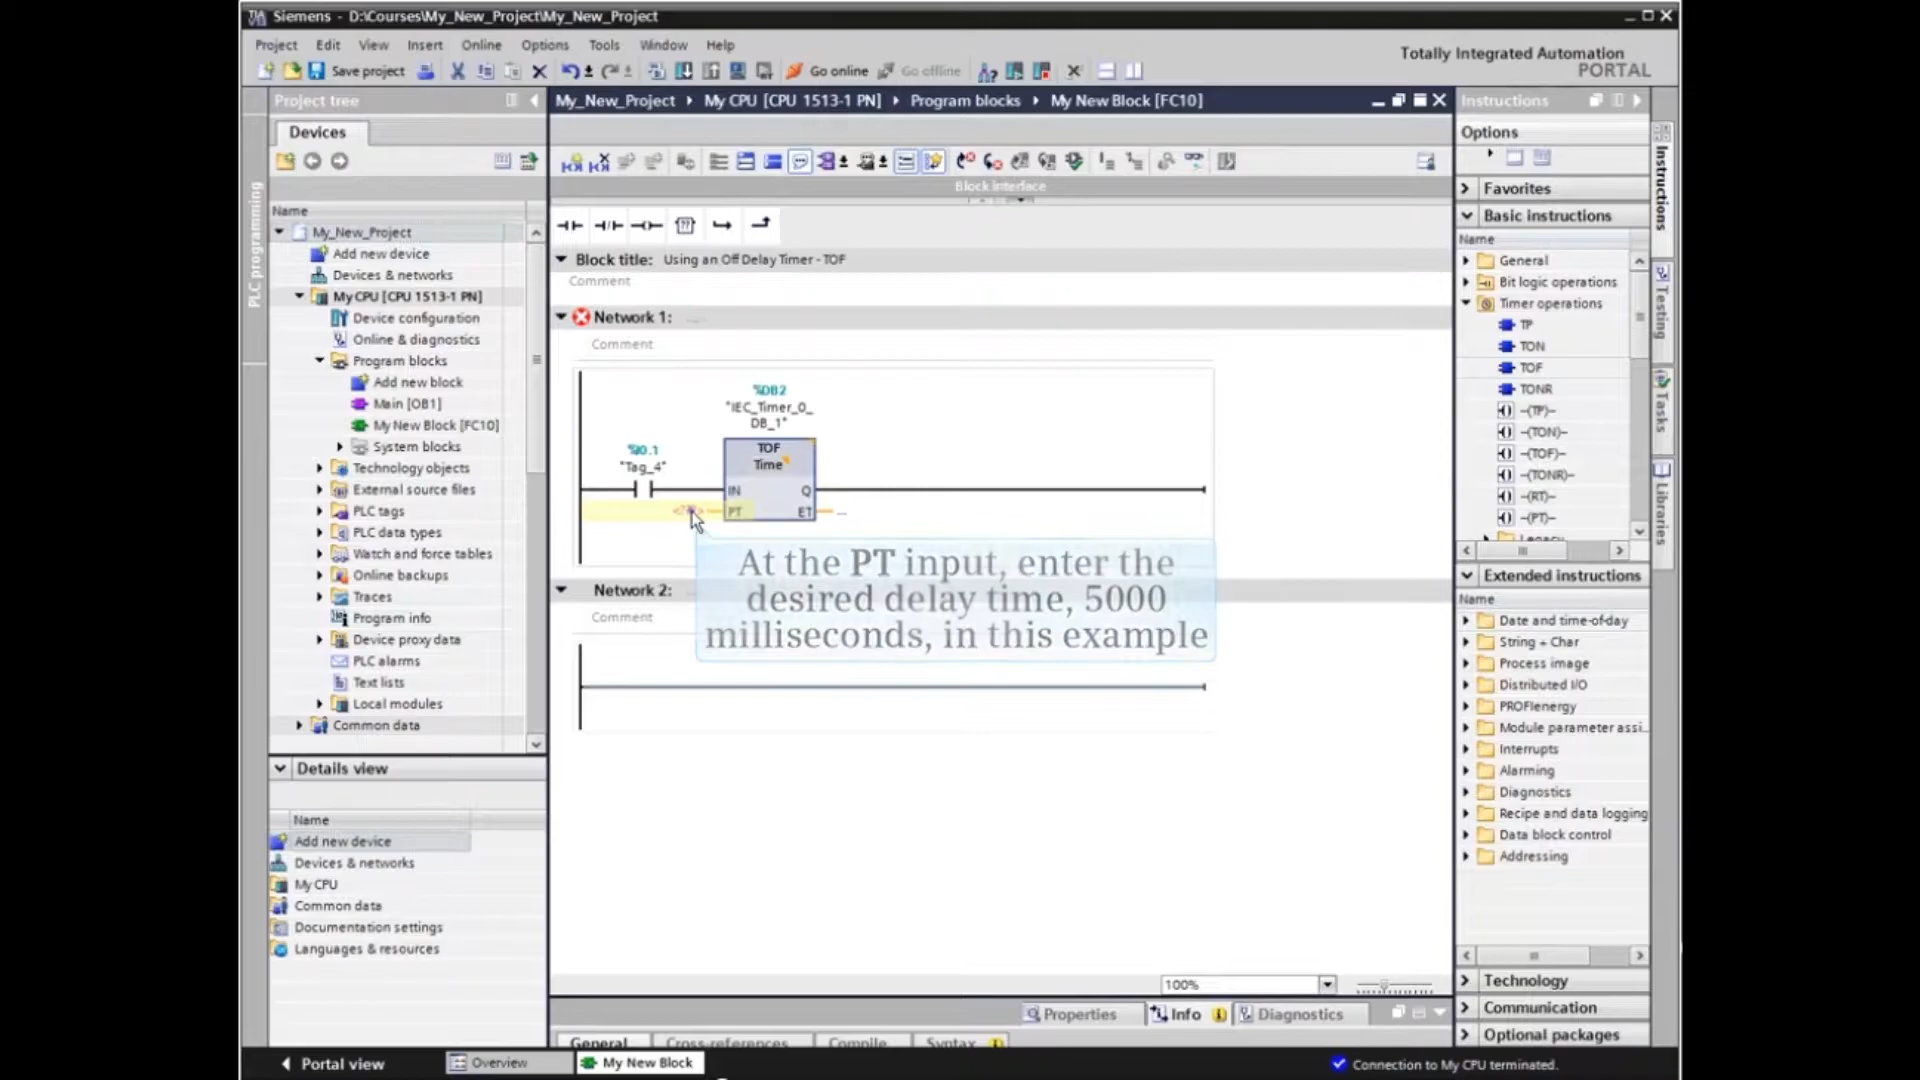 Siemens - D:\Courses\My_New_Project\My_New_Project
Project Edit View Insert Online Options Tools Window Help
Totally Integrated Automation
PORTAL
Save project
Go online
Go offline
Project tree
My_New_Project My CPU [CPU 1513-1 PN] Program blocks My New Block [FC10]
Instructions
Devices
Options
PLC programming
Instructions
Testing
Tasks
Libraries
Block interface
Name
My_New_Project
Add new device
Devices & networks
My CPU [CPU 1513-1 PN]
Device configuration
Online & diagnostics
Program blocks
Add new block
Main [OB1]
My New Block [FC10]
System blocks
Technology objects
External source files
PLC tags
PLC data types
Watch and force tables
Online backups
Traces
Program info
Device proxy data
PLC alarms
Text lists
Local modules
Common data
Details view
Name
Add new device
Devices & networks
My CPU
Common data
Documentation settings
Languages & resources
Block title: Using an Off Delay Timer - TOF
Comment
Network 1:
Comment
%DB2
"IEC_Timer_0_
DB_1"
TOF
Time
"Tag_4"
IN
Q
PT
ET
...
At the PT input, enter the
desired delay time, 5000
milliseconds, in this example
Network 2:
Comment
100%
Properties
Info
Diagnostics
General
Cross-references
Compile
Syntax
Favorites
Basic instructions
Name
General
Bit logic operations
Timer operations
TP
TON
TOF
TONR
-(TP)-
-(TON)-
-(TOF)-
-(TONR)-
-(RT)-
-(PT)-
Legacy
Extended instructions
Name
Date and time-of-day
String + Char
Process image
Distributed I/O
PROFIenergy
Module parameter assi...
Interrupts
Alarming
Diagnostics
Recipe and data logging
Data block control
Addressing
Technology
Communication
Optional packages
Portal view
Overview
My New Block
Connection to My CPU terminated.